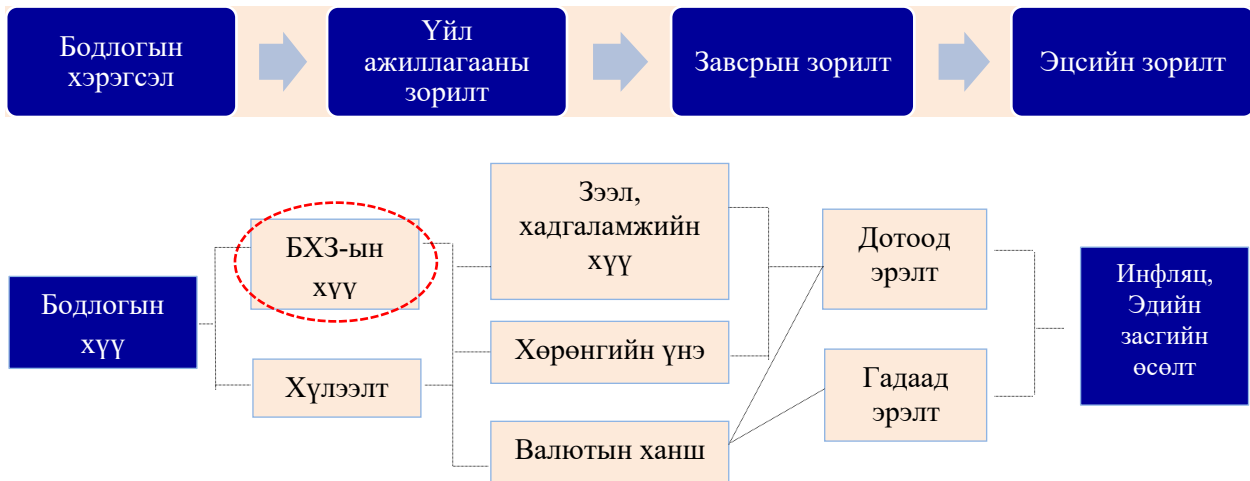 Бодлогын
хэрэгсэл
Үйл
ажиллагааны
зорилт
Завсрын зорилт
Эцсийн зорилт
Бодлогын
хүү
БХЗ-ын
хүү
Хүлээлт
Зээл,
хадгаламжийн
хүү
Хөрөнгийн үнэ
Валютын ханш
Дотоод
эрэлт
Гадаад
эрэлт
Инфляц,
Эдийн
засгийн
өсөлт